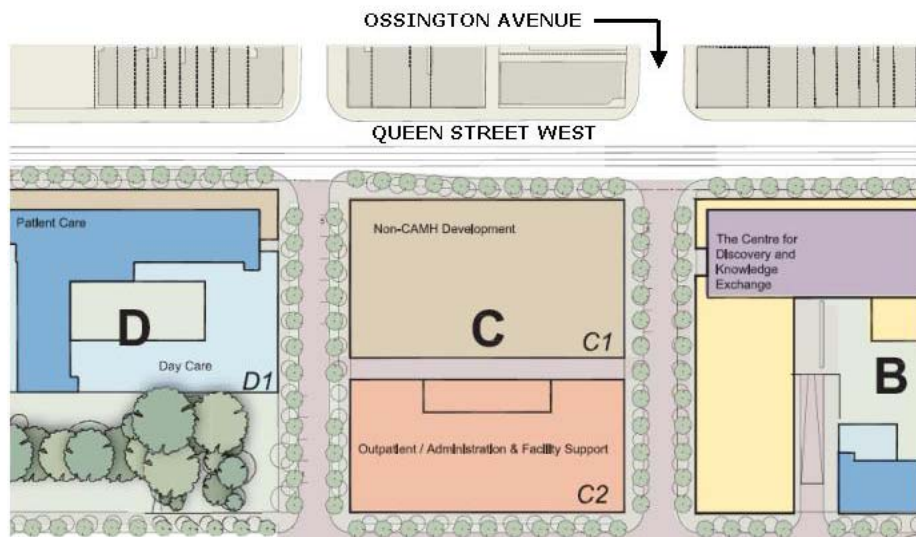 OSSINGTON AVENUE
QUEEN STREET WEST
Patient Care
D
Day Care
D1
Non-CAMH Development
C
C1
Outpatient / Administration & Facility Support
C2
The Centre for
Discovery and
Knowledge
Exchange
B